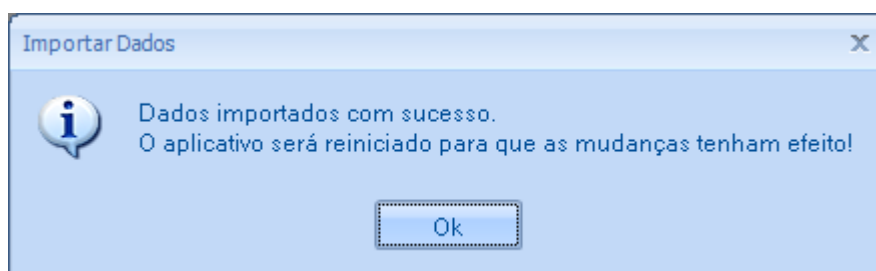 Importar Dados
Dados importados com sucesso.
O aplicativo será reiniciado para que as mudanças tenham efeito!
Ok